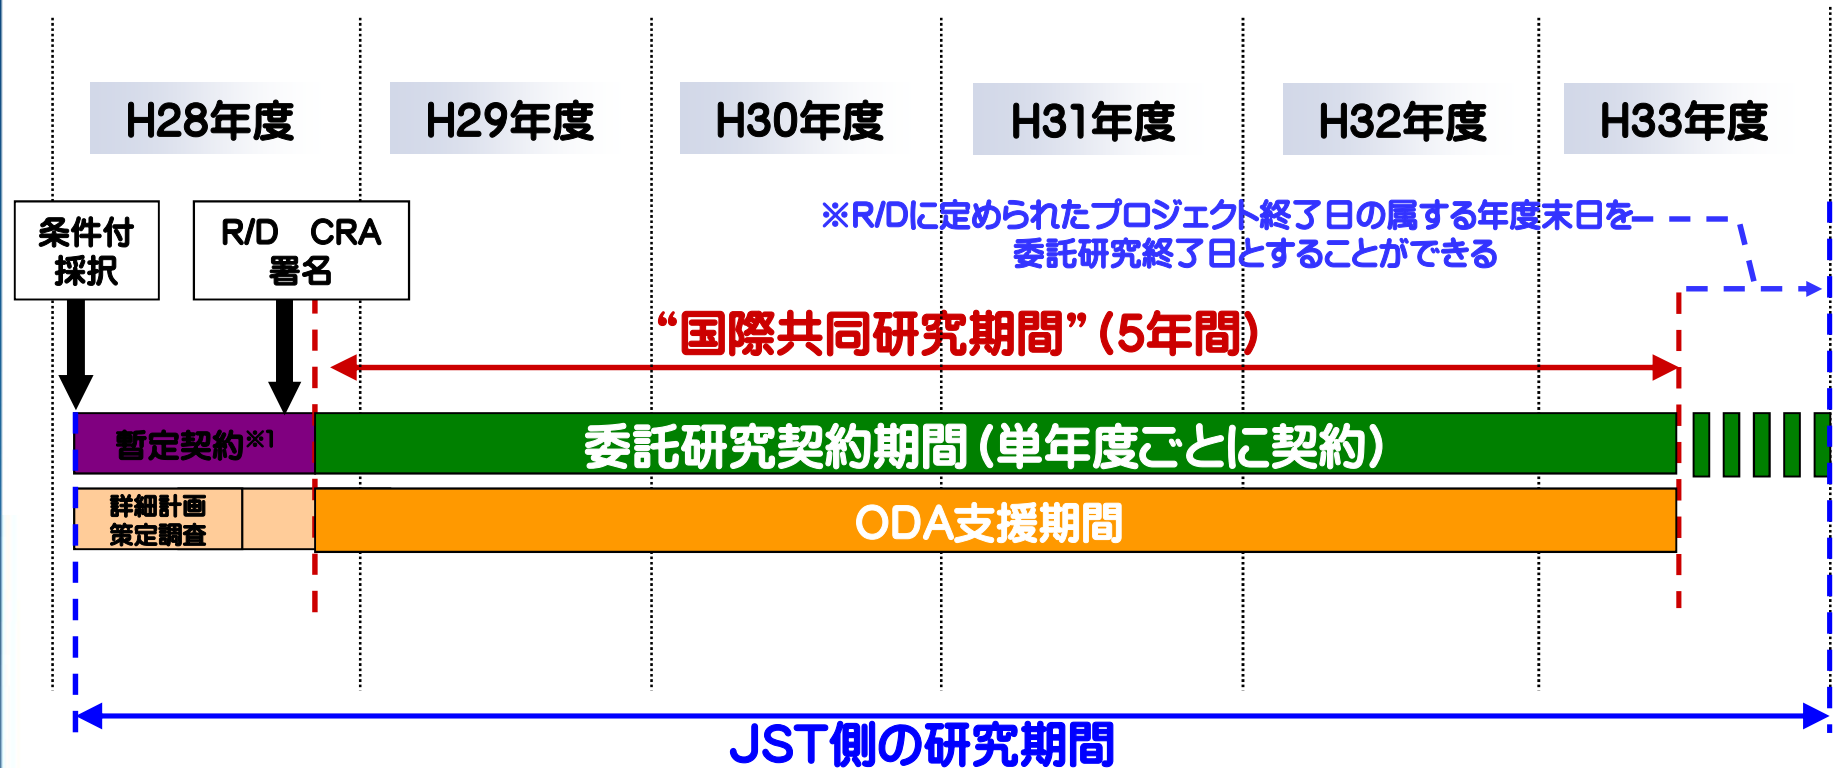 H28年度
H29年度
H30年度
H31年度
H32年度
H33年度
条件付
採択
R/D　CRA
署名
※R/Dに定められたプロジェクト終了日の属する年度末日を
委託研究終了日とすることができる
“国際共同研究期間”(5年間)
暫定契約※1
委託研究契約期間(単年度ごとに契約)
詳細計画
策定調査
ODA支援期間
JST側の研究期間